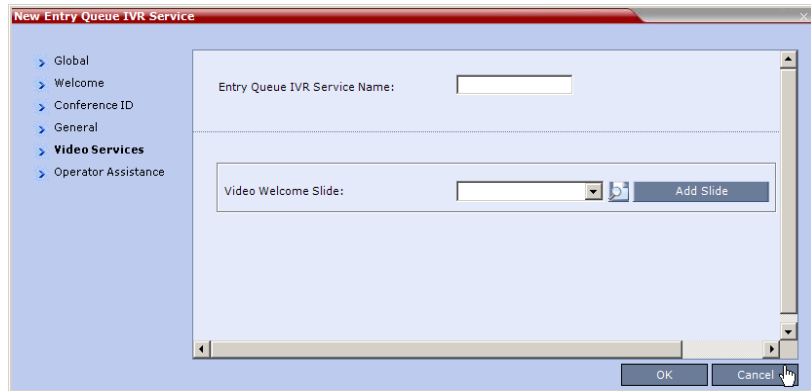 New Entry Queue IVR Service
Global
Welcome
Conference ID
General
Video Services
Operator Assistance
Entry Queue IVR Service Name:
Video Welcome Slide:
Add Slide
OK
Cancel